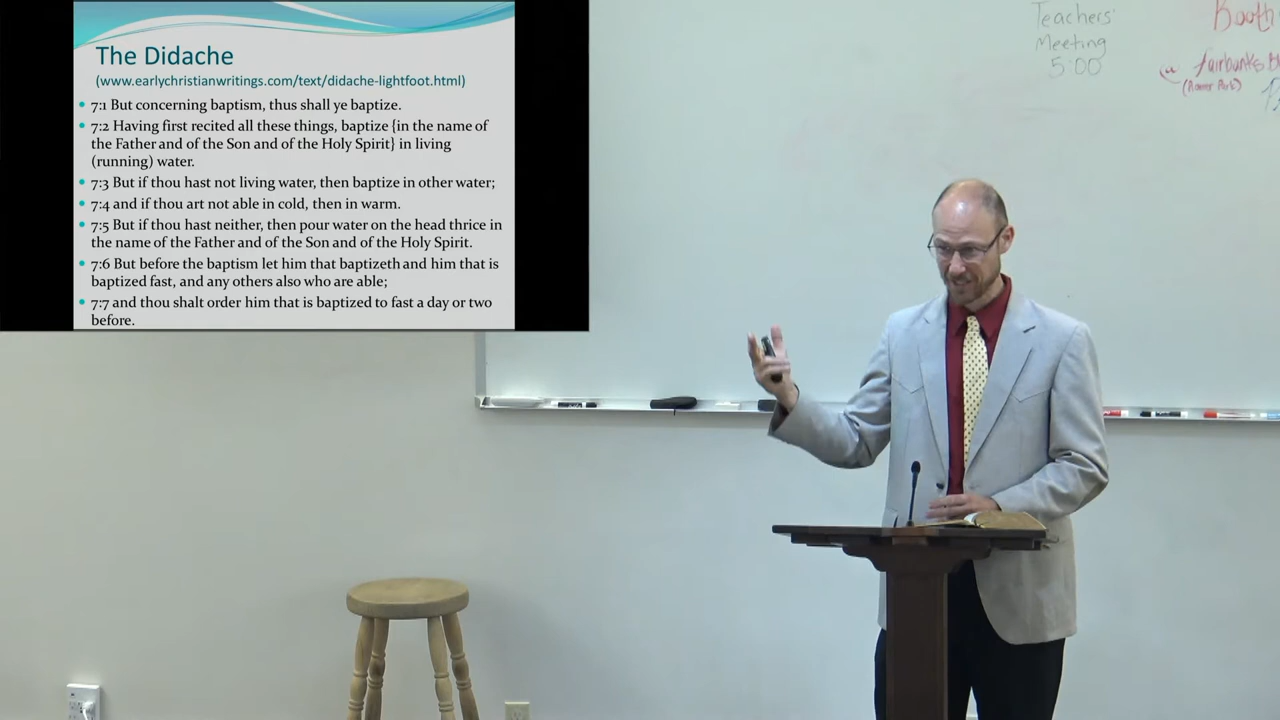 The Didache
(www.earlychristianwritings.com/text/didache-lightfoot.html)
7:1 But concerning baptism, thus shall ye baptize.
7:2 Having first recited all these things, baptize {in the name of
the Father and of the Son and of the Holy Spirit} in living
(running) water.
7:3 But if thou hast not living water, then baptize in other water;
7:4 and if thou art not able in cold, then in warm.
7:5 But if thou hast neither, then pour water on the head thrice in
the name of the Father and of the Son and of the Holy Spirit.
7:6 But before the baptism let him that baptizeth and him that is
baptized fast, and any others also who are able;
7:7 and thou shalt order him that is baptized to fast a day or two
before.
Teachers'
Meeting
5:00
Booth
@ Fairbanks